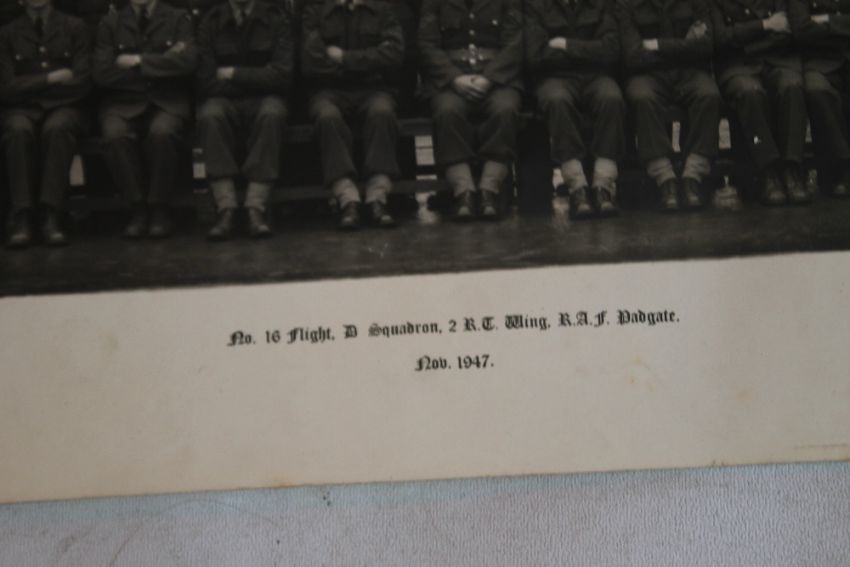 No. 16 Flight, D Squadron, 2 R.T. Wing, R.A.F. Padgate.
Nov. 1947.